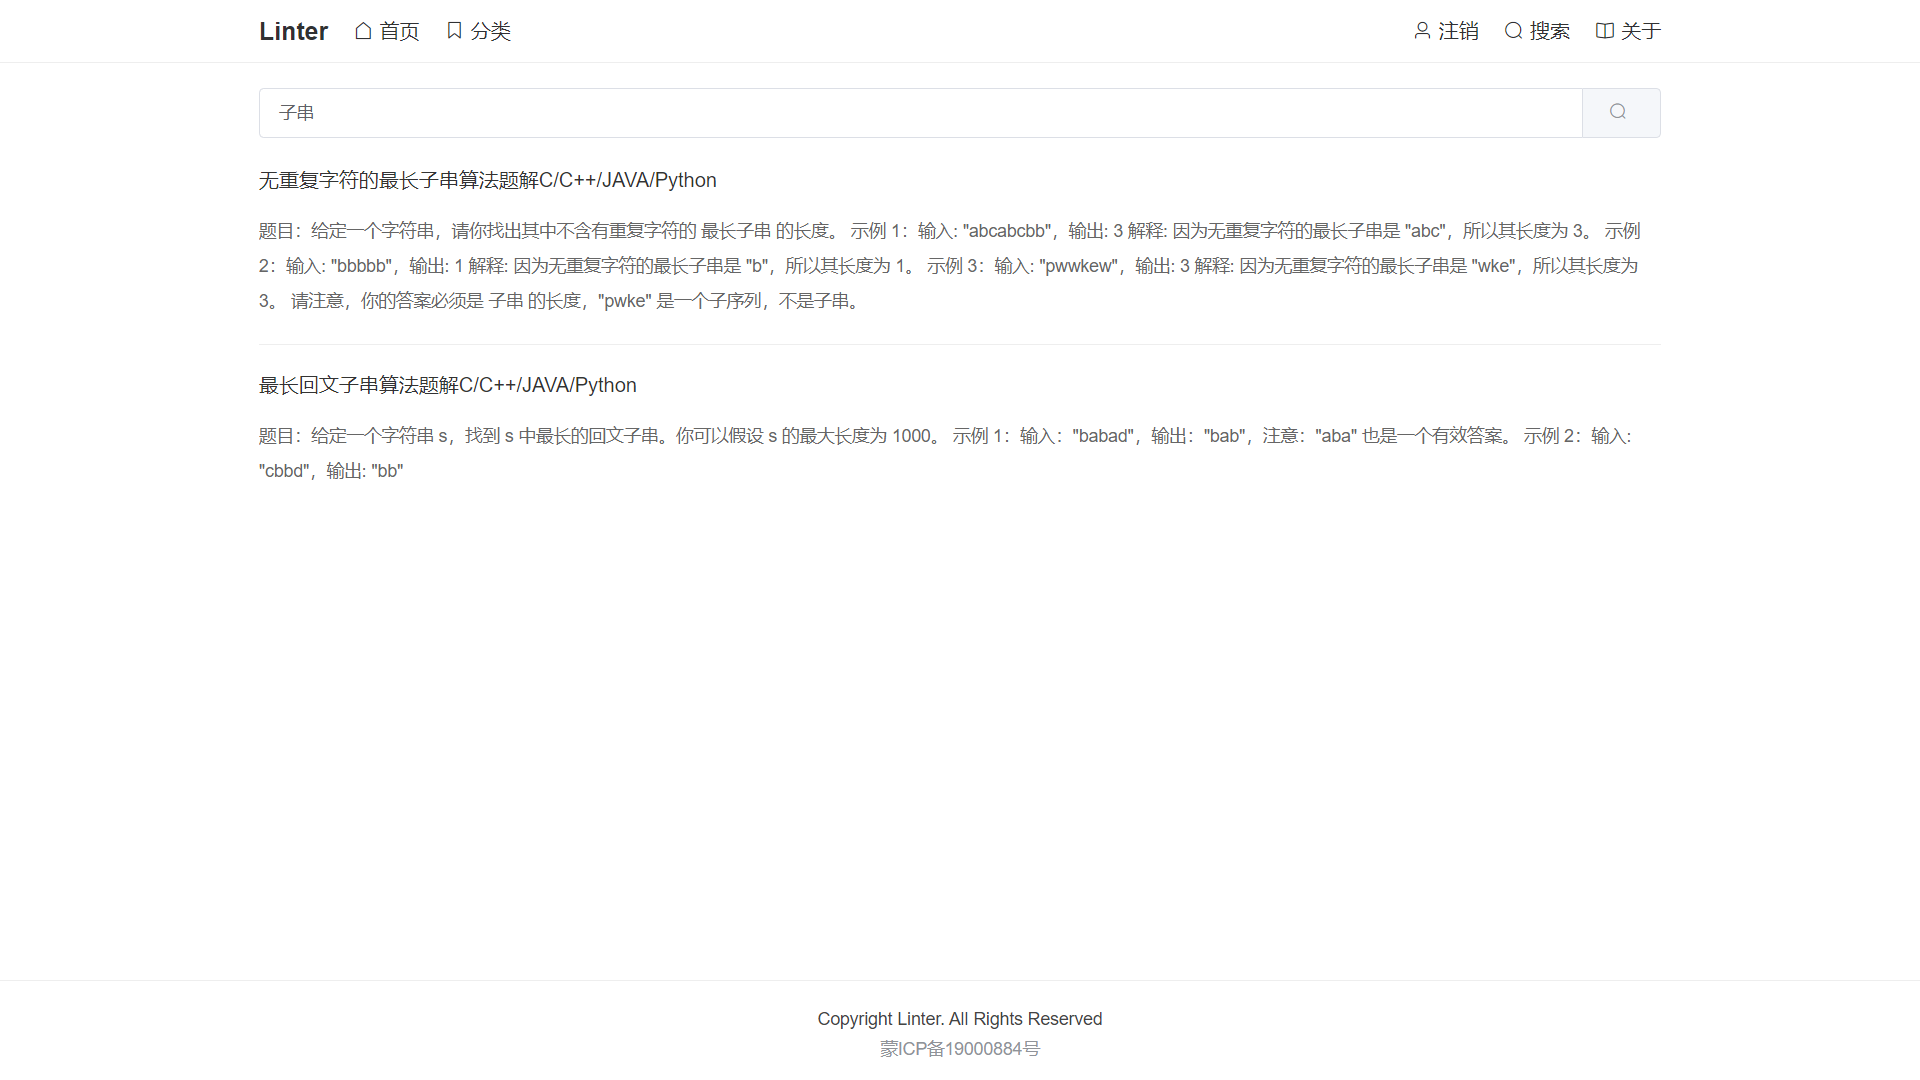 Linter 首页 分类 注销 搜索 关于
子串
无重复字符的最长子串算法题解C/C++/JAVA/Python
题目：给定一个字符串，请你找出其中不含有重复字符的 最长子串 的长度。 示例 1：输入: "abcabcbb"，输出: 3 解释: 因为无重复字符的最长子串是 "abc"，所以其长度为 3。 示例
2：输入: "bbbbb"，输出: 1 解释: 因为无重复字符的最长子串是 "b"，所以其长度为 1。 示例 3：输入: "pwwkew"，输出: 3 解释: 因为无重复字符的最长子串是 "wke"，所以其长度为
3。 请注意，你的答案必须是 子串 的长度，"pwke" 是一个子序列，不是子串。
最长回文子串算法题解C/C++/JAVA/Python
题目：给定一个字符串 s，找到 s 中最长的回文子串。你可以假设 s 的最大长度为 1000。 示例 1：输入："babad"，输出："bab"，注意："aba" 也是一个有效答案。 示例 2：输入:
"cbbd"，输出: "bb"
Copyright Linter. All Rights Reserved
蒙ICP备19000884号